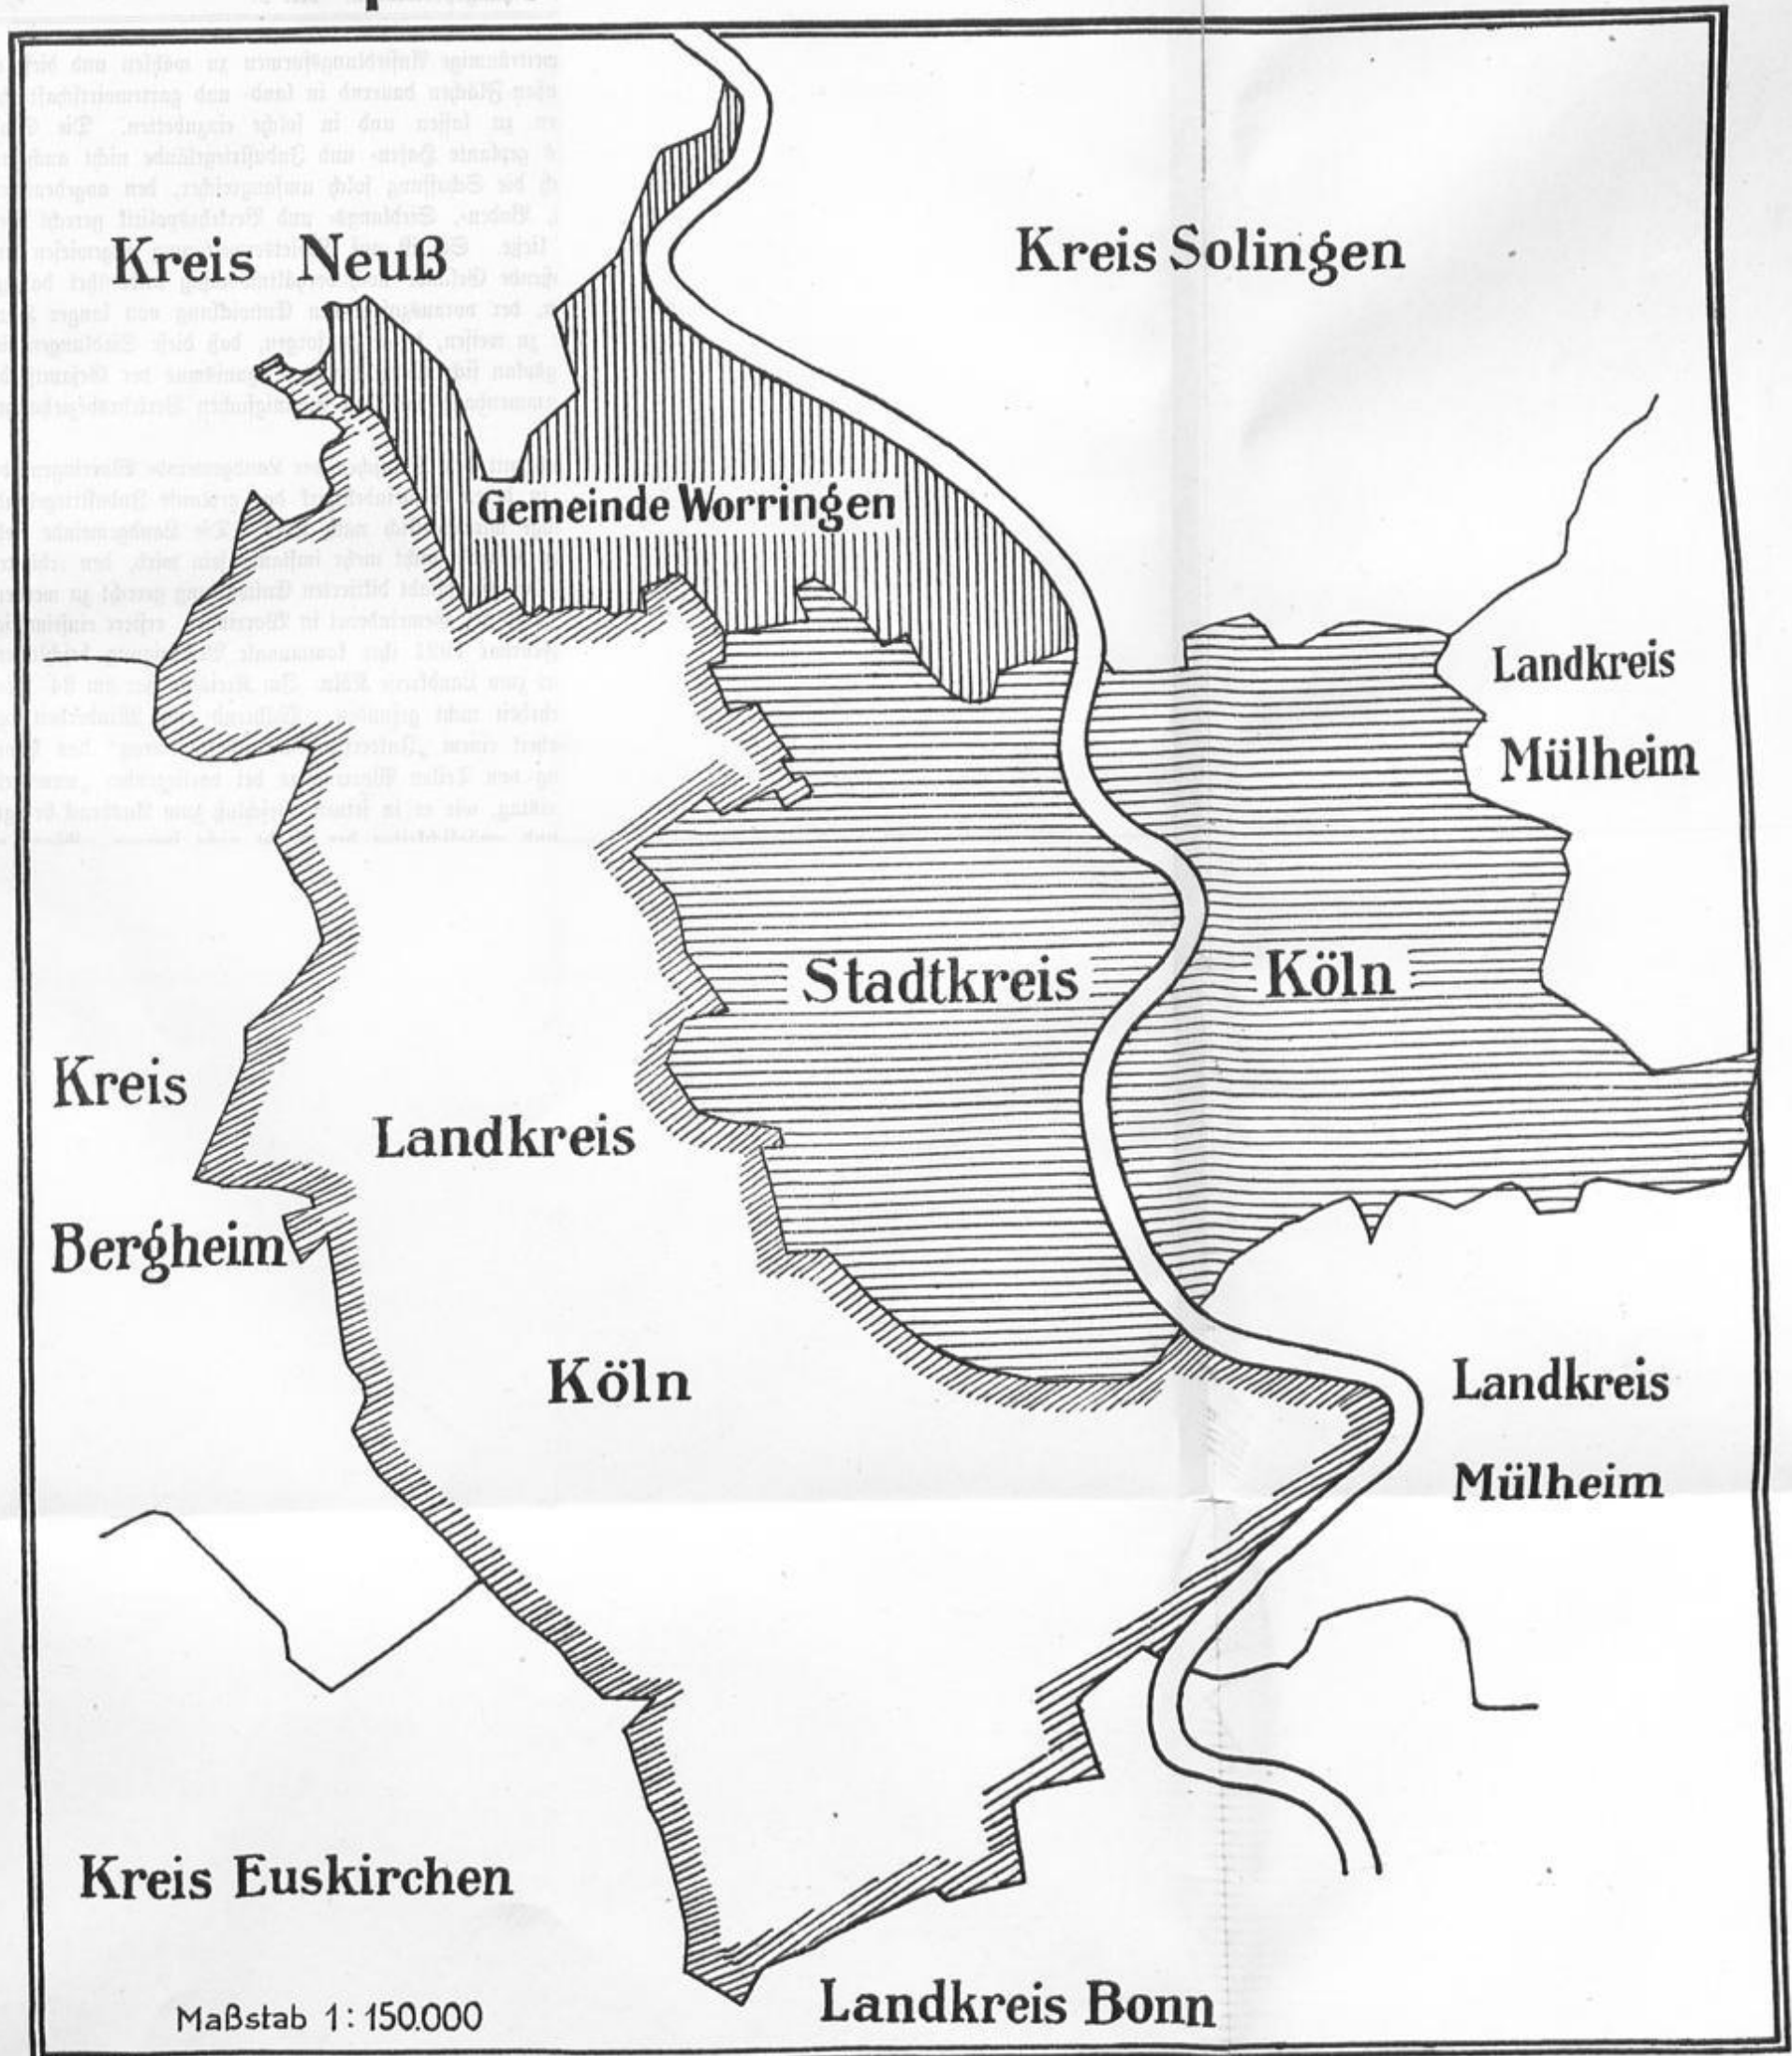 Kreis Neuß
Kreis Solingen
Gemeinde Worringen
Landkreis
Mülheim
Stadtkreis Köln
Kreis
Bergheim
Landkreis
Köln
Landkreis
Mülheim
Kreis Euskirchen
Landkreis Bonn
Maßstab 1:150.000